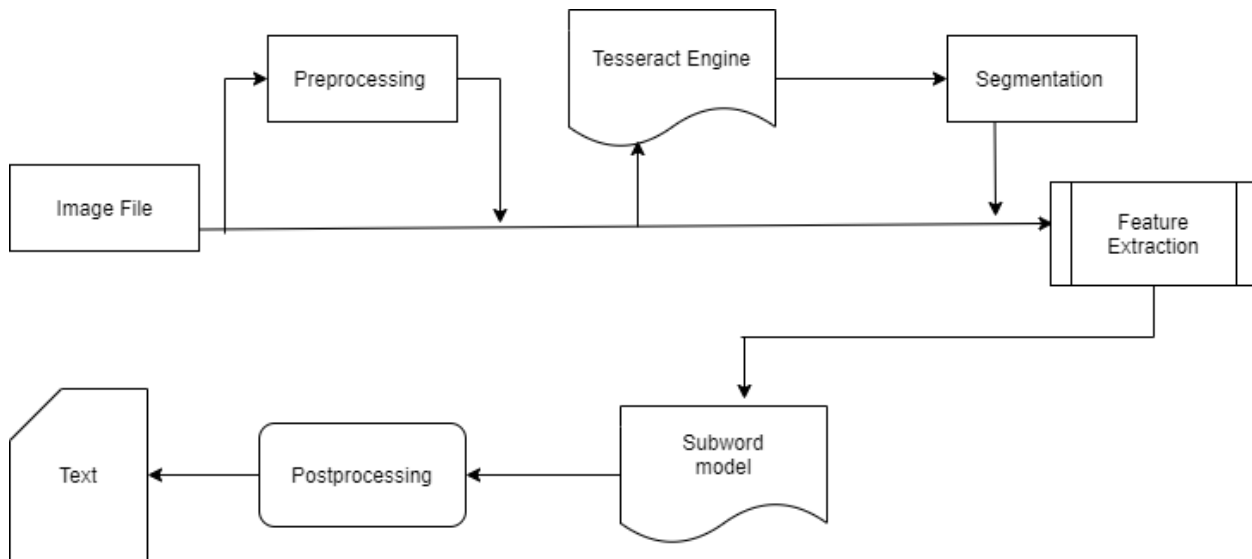 Preprocessing
Tesseract Engine
Segmentation
Image File
Feature
Extraction
Subword
model
Postprocessing
Text